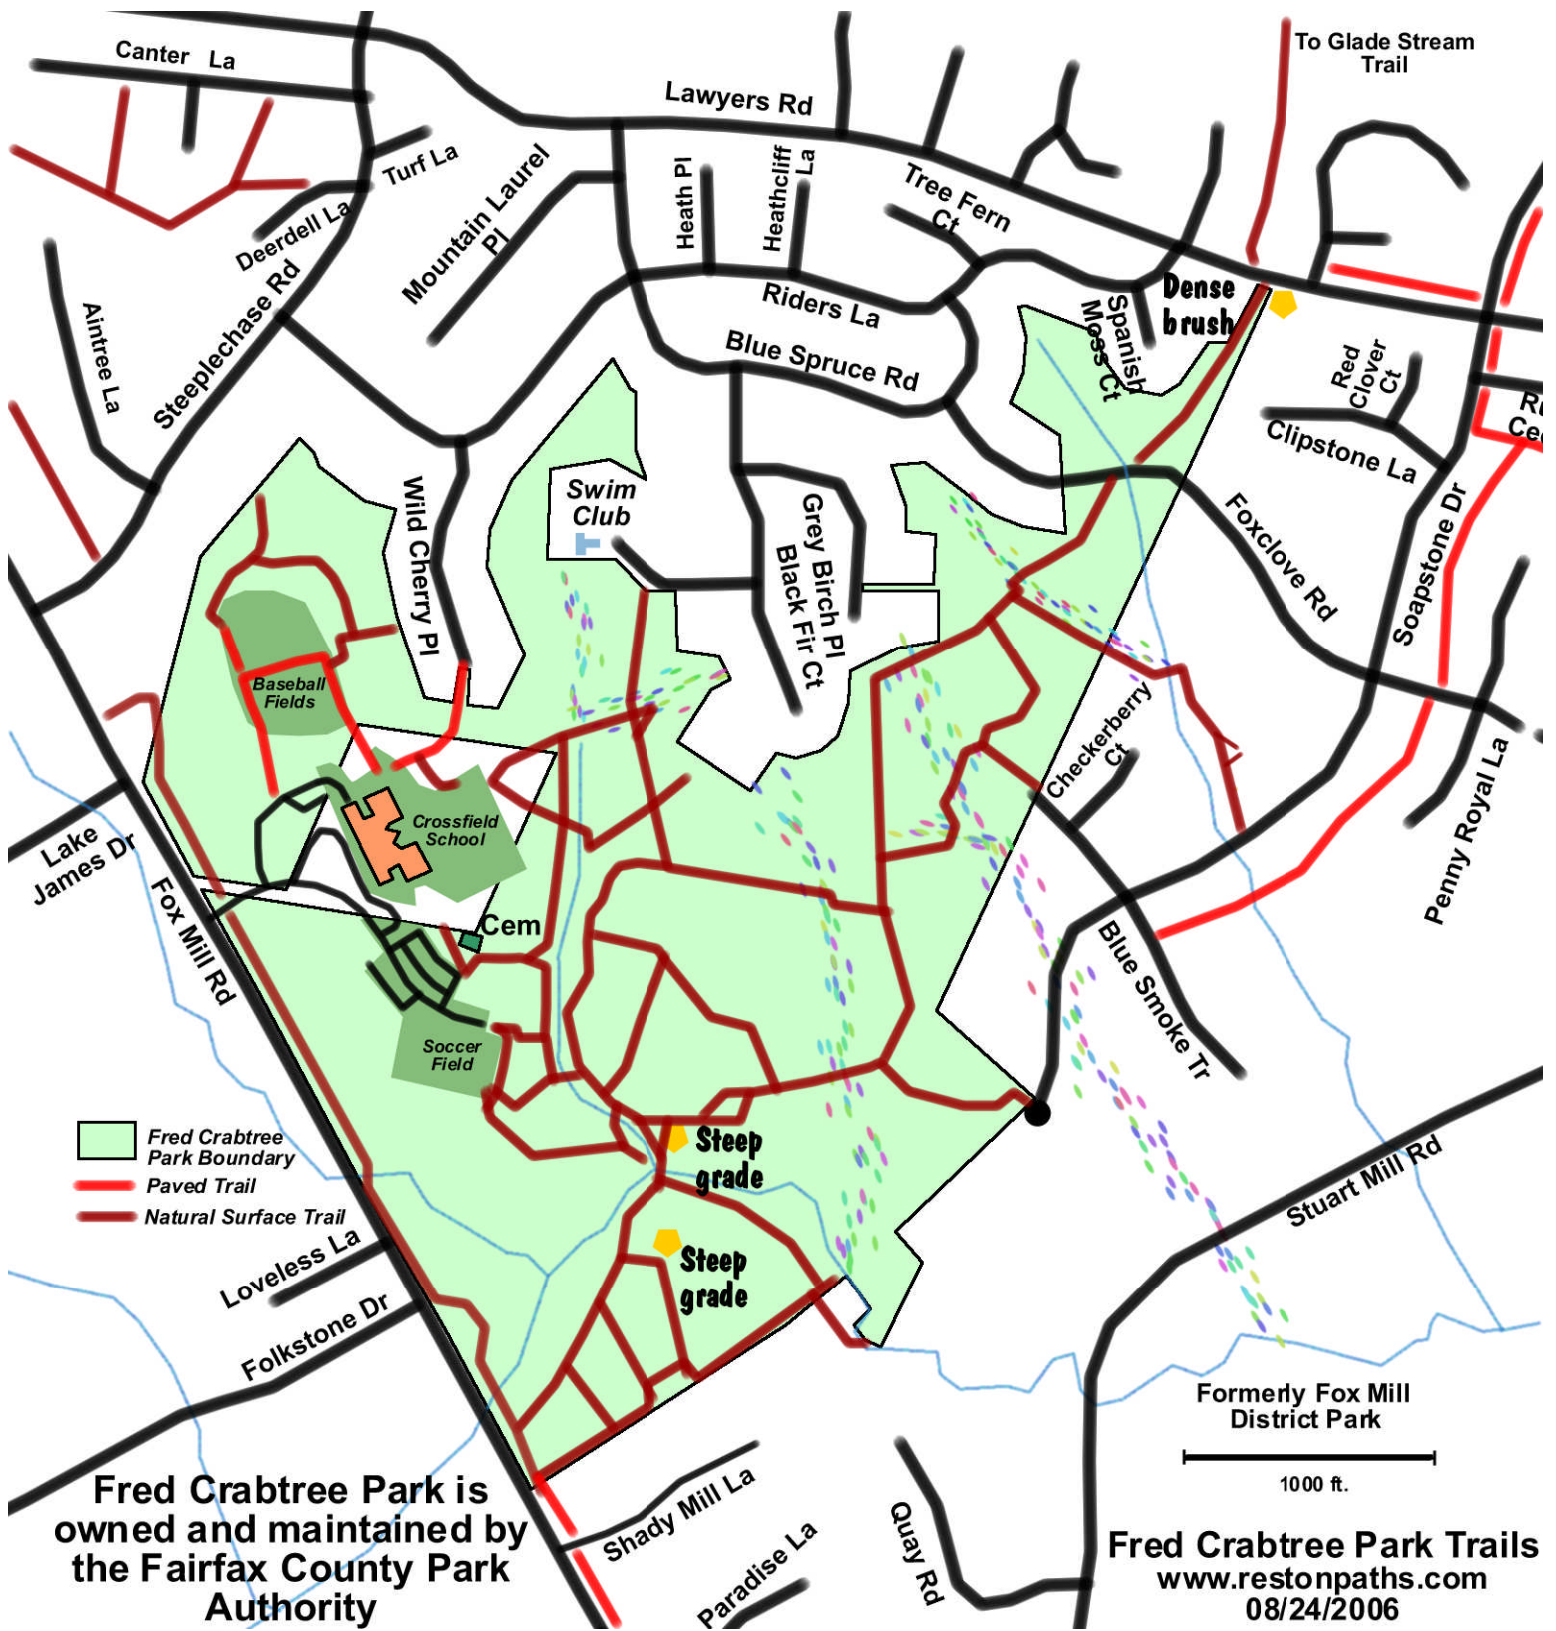 To Glade Stream
Trail
Canter La
Lawyers Rd
Turf La
Mountain Laurel
Pl
Heath Pl
Heathcliff
La
Tree Fern
Ct
Deerdell La
Steeplechase Rd
Aintree La
Riders La
Dense
brush
Spanish
Moss Ct
Blue Spruce Rd
Red
Clover
Ct
Clipstone La
Swim
Club
Wild Cherry Pl
Grey Birch Pl
Black Fir Ct
Foxclove Rd
Soapstone Dr
Baseball
Fields
Checkerberry
Ct
Penny Royal La
Crossfield
School
Lake
James Dr
Fox Mill Rd
Cem
Blue Smoke Tr
Soccer
Field
Fred Crabtree
Park Boundary
Paved Trail
Natural Surface Trail
Steep
grade
Stuart Mill Rd
Loveless La
Steep
grade
Folkstone Dr
Formerly Fox Mill
District Park
1000 ft.
Shady Mill La
Paradise La
Quay Rd
Fred Crabtree Park is
owned and maintained by
the Fairfax County Park
Authority
Fred Crabtree Park Trails
www.restonpaths.com
08/24/2006